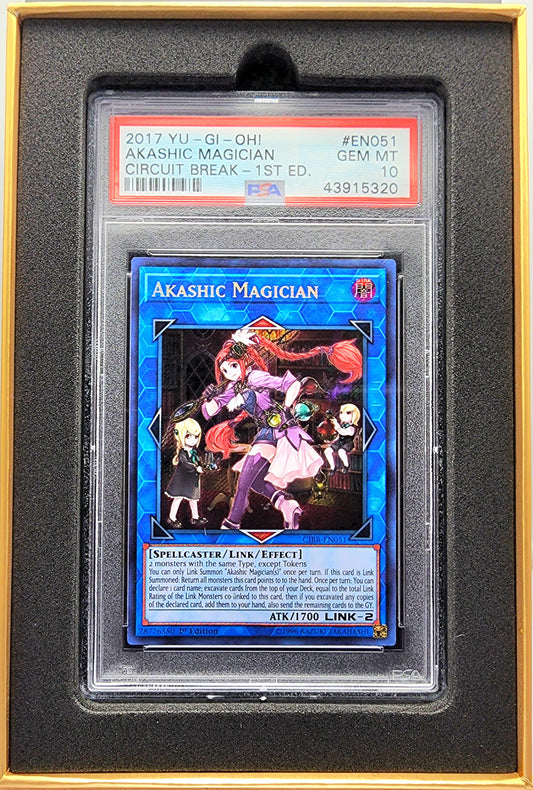 2017 YU-GI-OH! #EN051
AKASHIC MAGICIAN GEM MT
CIRCUIT BREAK - 1ST ED. 10
PSA 43915320
AKASHIC MAGICIAN 闇
CIBR-EN051
[SPELLCASTER/LINK/EFFECT]
2 monsters with the same Type, except Tokens
You can only Link Summon "Akashic Magician(s)" once per turn. If this card is Link
Summoned: Return all monsters this card points to to the hand. Once per turn: You can
declare 1 card name; excavate cards from the top of your Deck, equal to the total Link
Rating of the Link Monsters co-linked to this card, then if you excavated any copies
of the declared card, add them to your hand, also send the remaining cards to the GY.
ATK/1700 LINK-2
28776350 1st Edition ©1996 KAZUKI TAKAHASHI
PSA